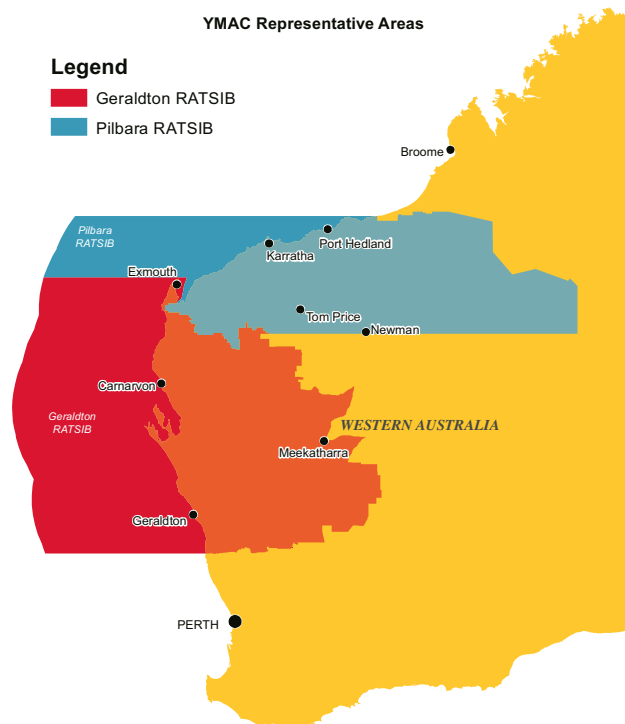 YMAC Representative Areas
Legend
Geraldton RATSIB
Pilbara RATSIB
Broome
Pilbara
RATSIB
Port Hedland
Karratha
Exmouth
Tom Price
Newman
Carnarvon
Geraldton
RATSIB
WESTERN AUSTRALIA
Meekatharra
Geraldton
PERTH